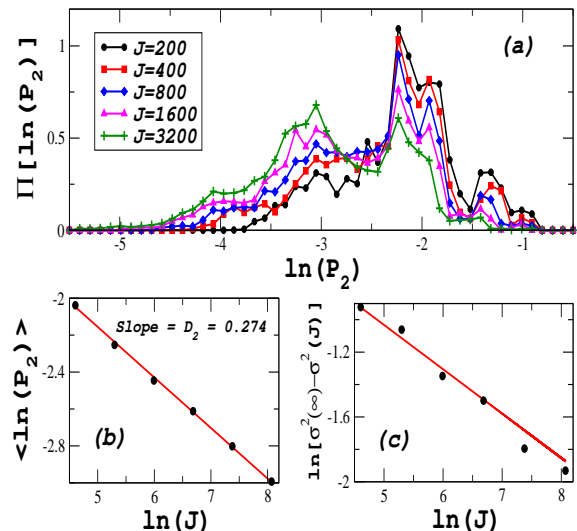 1
0.5
0
Π [ln(P₂)]
J=200
J=400
J=800
J=1600
J=3200
(a)
-5 -4 -3 -2 -1
ln(P₂)
-2
-2.4
-2.8
<ln(P₂)>
Slope = D₂ = 0.274
(b)
5 6 7 8
ln(J)
-1.2
-1.6
-2
ln[σ²(∞)-σ²(J)]
(c)
5 6 7 8
ln(J)